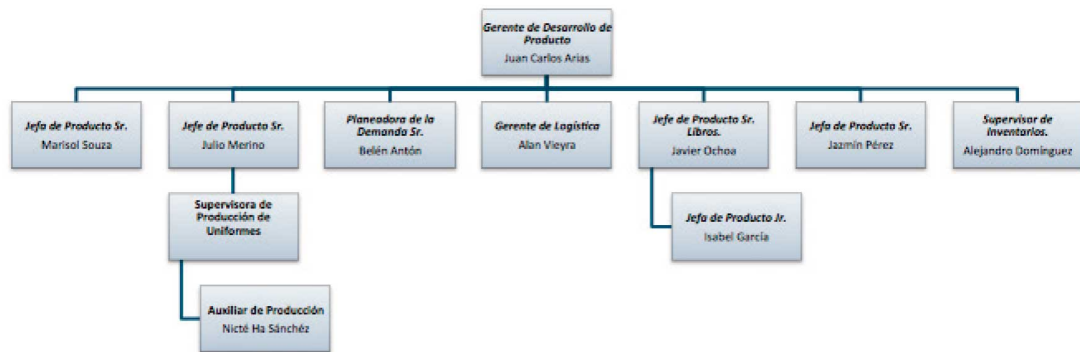 Gerente de Desarrollo de
Producto
Juan Carlos Arias
Jefa de Producto Sr.
Marisol Souza
Jefe de Producto Sr.
Julio Merino
Planeadora de la
Demanda Sr.
Belén Antón
Gerente de Logística
Alan Vieyra
Jefe de Producto Sr.
Libros.
Javier Ochoa
Jefa de Producto Sr.
Jazmín Pérez
Supervisor de
Inventarios.
Alejandro Domínguez
Supervisora de
Producción de
Uniformes
Jefa de Producto Jr.
Isabel García
Auxiliar de Producción
Nicté Ha Sánchéz